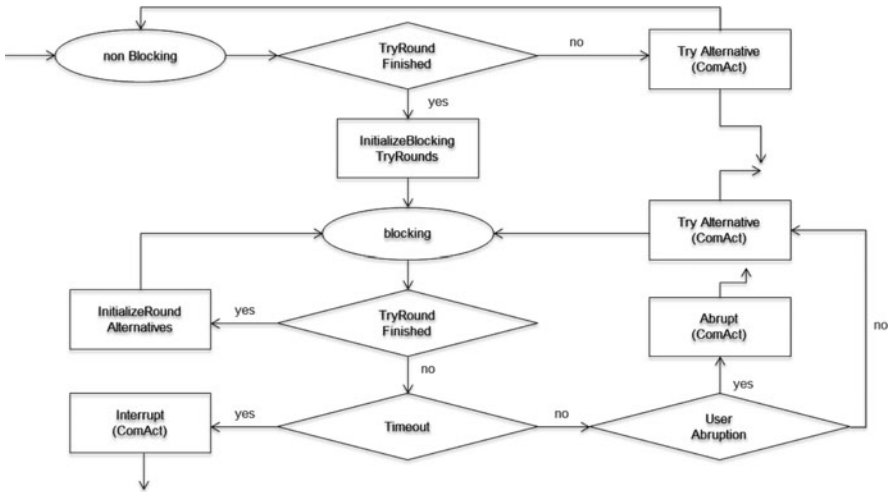 non Blocking
TryRound
Finished
no
Try Alternative
(ComAct)
yes
InitializeBlocking
TryRounds
blocking
Try Alternative
(ComAct)
InitializeRound
Alternatives
yes
TryRound
Finished
Abrupt
(ComAct)
no
no
yes
Interrupt
(ComAct)
yes
Timeout
no
User
Abruption